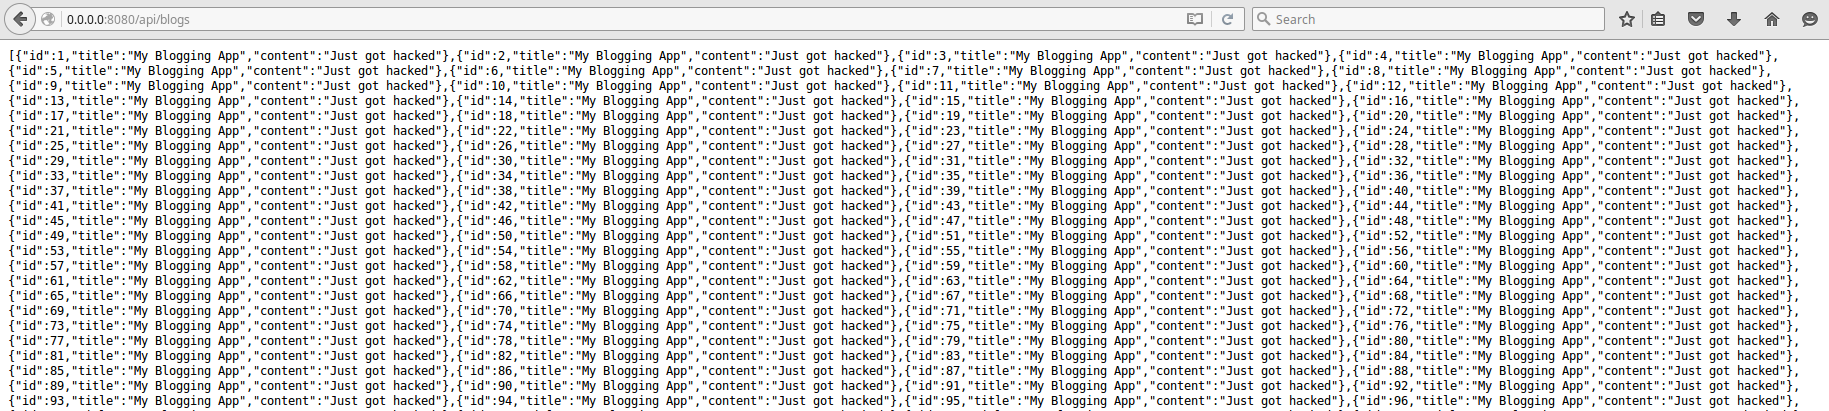 0.0.0.0:8080/api/blogs
Search
[{"id":1,"title":"My Blogging App","content":"Just got hacked"},{"id":2,"title":"My Blogging App","content":"Just got hacked"},{"id":3,"title":"My Blogging App","content":"Just got hacked"},{"id":4,"title":"My Blogging App","content":"Just got hacked"},
{"id":5,"title":"My Blogging App","content":"Just got hacked"},{"id":6,"title":"My Blogging App","content":"Just got hacked"},{"id":7,"title":"My Blogging App","content":"Just got hacked"},{"id":8,"title":"My Blogging App","content":"Just got hacked"},
{"id":9,"title":"My Blogging App","content":"Just got hacked"},{"id":10,"title":"My Blogging App","content":"Just got hacked"},{"id":11,"title":"My Blogging App","content":"Just got hacked"},{"id":12,"title":"My Blogging App","content":"Just got hacked"},
{"id":13,"title":"My Blogging App","content":"Just got hacked"},{"id":14,"title":"My Blogging App","content":"Just got hacked"},{"id":15,"title":"My Blogging App","content":"Just got hacked"},{"id":16,"title":"My Blogging App","content":"Just got hacked"},
{"id":17,"title":"My Blogging App","content":"Just got hacked"},{"id":18,"title":"My Blogging App","content":"Just got hacked"},{"id":19,"title":"My Blogging App","content":"Just got hacked"},{"id":20,"title":"My Blogging App","content":"Just got hacked"},
{"id":21,"title":"My Blogging App","content":"Just got hacked"},{"id":22,"title":"My Blogging App","content":"Just got hacked"},{"id":23,"title":"My Blogging App","content":"Just got hacked"},{"id":24,"title":"My Blogging App","content":"Just got hacked"},
{"id":25,"title":"My Blogging App","content":"Just got hacked"},{"id":26,"title":"My Blogging App","content":"Just got hacked"},{"id":27,"title":"My Blogging App","content":"Just got hacked"},{"id":28,"title":"My Blogging App","content":"Just got hacked"},
{"id":29,"title":"My Blogging App","content":"Just got hacked"},{"id":30,"title":"My Blogging App","content":"Just got hacked"},{"id":31,"title":"My Blogging App","content":"Just got hacked"},{"id":32,"title":"My Blogging App","content":"Just got hacked"},
{"id":33,"title":"My Blogging App","content":"Just got hacked"},{"id":34,"title":"My Blogging App","content":"Just got hacked"},{"id":35,"title":"My Blogging App","content":"Just got hacked"},{"id":36,"title":"My Blogging App","content":"Just got hacked"},
{"id":37,"title":"My Blogging App","content":"Just got hacked"},{"id":38,"title":"My Blogging App","content":"Just got hacked"},{"id":39,"title":"My Blogging App","content":"Just got hacked"},{"id":40,"title":"My Blogging App","content":"Just got hacked"},
{"id":41,"title":"My Blogging App","content":"Just got hacked"},{"id":42,"title":"My Blogging App","content":"Just got hacked"},{"id":43,"title":"My Blogging App","content":"Just got hacked"},{"id":44,"title":"My Blogging App","content":"Just got hacked"},
{"id":45,"title":"My Blogging App","content":"Just got hacked"},{"id":46,"title":"My Blogging App","content":"Just got hacked"},{"id":47,"title":"My Blogging App","content":"Just got hacked"},{"id":48,"title":"My Blogging App","content":"Just got hacked"},
{"id":49,"title":"My Blogging App","content":"Just got hacked"},{"id":50,"title":"My Blogging App","content":"Just got hacked"},{"id":51,"title":"My Blogging App","content":"Just got hacked"},{"id":52,"title":"My Blogging App","content":"Just got hacked"},
{"id":53,"title":"My Blogging App","content":"Just got hacked"},{"id":54,"title":"My Blogging App","content":"Just got hacked"},{"id":55,"title":"My Blogging App","content":"Just got hacked"},{"id":56,"title":"My Blogging App","content":"Just got hacked"},
{"id":57,"title":"My Blogging App","content":"Just got hacked"},{"id":58,"title":"My Blogging App","content":"Just got hacked"},{"id":59,"title":"My Blogging App","content":"Just got hacked"},{"id":60,"title":"My Blogging App","content":"Just got hacked"},
{"id":61,"title":"My Blogging App","content":"Just got hacked"},{"id":62,"title":"My Blogging App","content":"Just got hacked"},{"id":63,"title":"My Blogging App","content":"Just got hacked"},{"id":64,"title":"My Blogging App","content":"Just got hacked"},
{"id":65,"title":"My Blogging App","content":"Just got hacked"},{"id":66,"title":"My Blogging App","content":"Just got hacked"},{"id":67,"title":"My Blogging App","content":"Just got hacked"},{"id":68,"title":"My Blogging App","content":"Just got hacked"},
{"id":69,"title":"My Blogging App","content":"Just got hacked"},{"id":70,"title":"My Blogging App","content":"Just got hacked"},{"id":71,"title":"My Blogging App","content":"Just got hacked"},{"id":72,"title":"My Blogging App","content":"Just got hacked"},
{"id":73,"title":"My Blogging App","content":"Just got hacked"},{"id":74,"title":"My Blogging App","content":"Just got hacked"},{"id":75,"title":"My Blogging App","content":"Just got hacked"},{"id":76,"title":"My Blogging App","content":"Just got hacked"},
{"id":77,"title":"My Blogging App","content":"Just got hacked"},{"id":78,"title":"My Blogging App","content":"Just got hacked"},{"id":79,"title":"My Blogging App","content":"Just got hacked"},{"id":80,"title":"My Blogging App","content":"Just got hacked"},
{"id":81,"title":"My Blogging App","content":"Just got hacked"},{"id":82,"title":"My Blogging App","content":"Just got hacked"},{"id":83,"title":"My Blogging App","content":"Just got hacked"},{"id":84,"title":"My Blogging App","content":"Just got hacked"},
{"id":85,"title":"My Blogging App","content":"Just got hacked"},{"id":86,"title":"My Blogging App","content":"Just got hacked"},{"id":87,"title":"My Blogging App","content":"Just got hacked"},{"id":88,"title":"My Blogging App","content":"Just got hacked"},
{"id":89,"title":"My Blogging App","content":"Just got hacked"},{"id":90,"title":"My Blogging App","content":"Just got hacked"},{"id":91,"title":"My Blogging App","content":"Just got hacked"},{"id":92,"title":"My Blogging App","content":"Just got hacked"},
{"id":93,"title":"My Blogging App","content":"Just got hacked"},{"id":94,"title":"My Blogging App","content":"Just got hacked"},{"id":95,"title":"My Blogging App","content":"Just got hacked"},{"id":96,"title":"My Blogging App","content":"Just got hacked"},